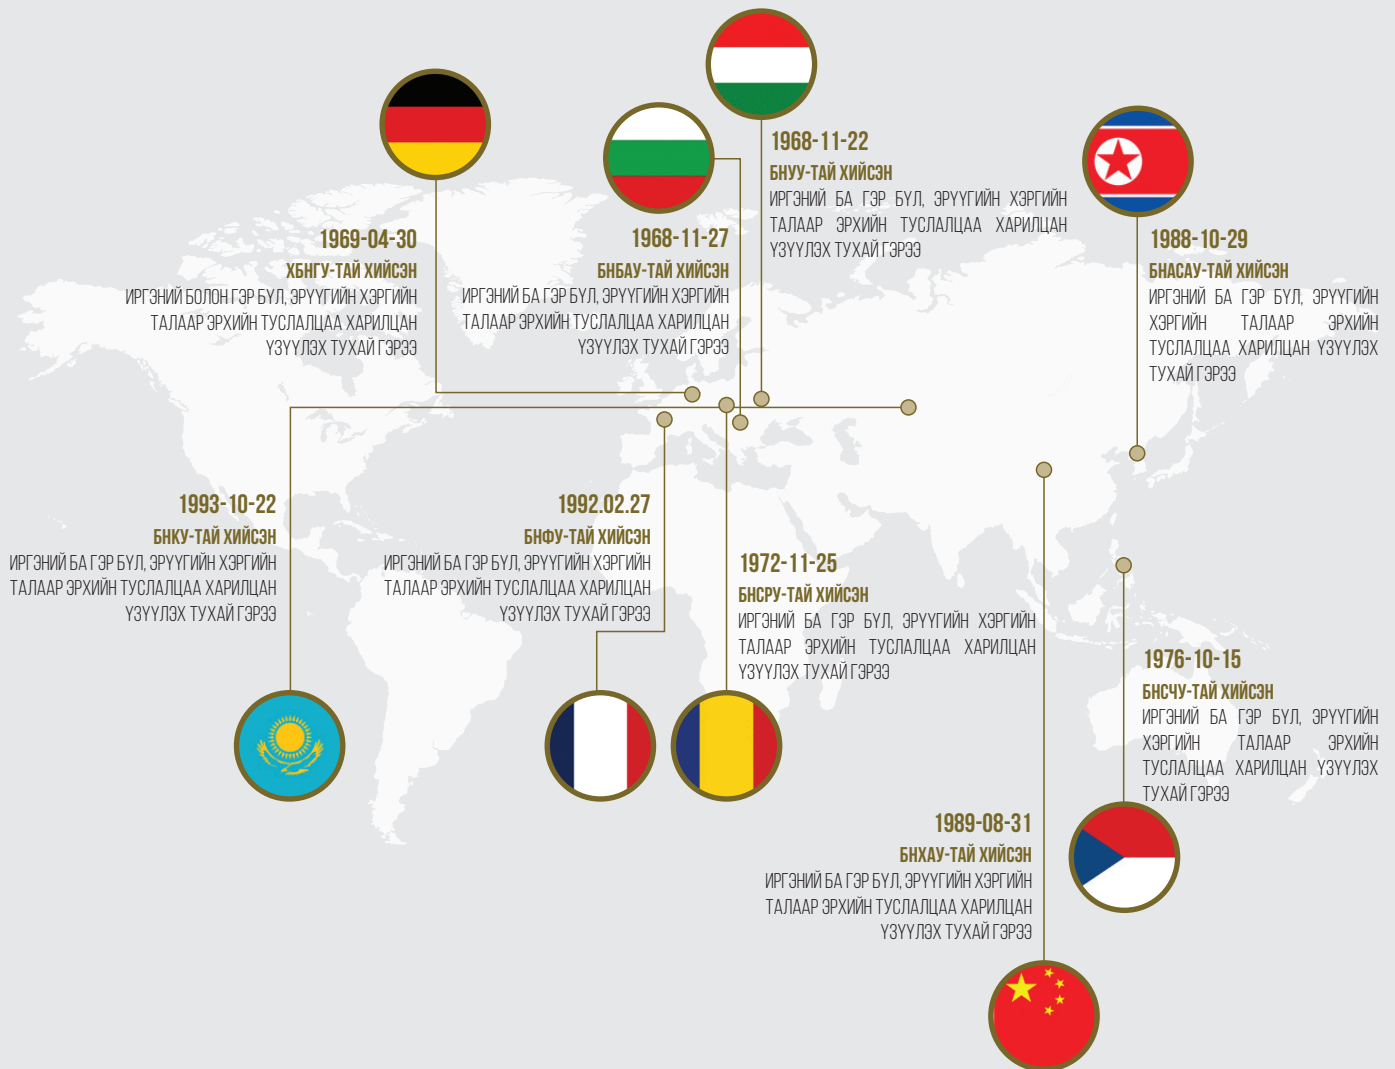 1968-11-22
БНУУ-ТАЙ ХИЙСЭН
ИРГЭНИЙ БА ГЭР БҮЛ, ЭРҮҮГИЙН ХЭРГИЙН
ТАЛААР ЭРХИЙН ТУСЛАЛЦАА ХАРИЛЦАН
ҮЗҮҮЛЭХ ТУХАЙ ГЭРЭЭ
1969-04-30
ХБНГУ-ТАЙ ХИЙСЭН
ИРГЭНИЙ БОЛОН ГЭР БҮЛ, ЭРҮҮГИЙН ХЭРГИЙН
ТАЛААР ЭРХИЙН ТУСЛАЛЦАА ХАРИЛЦАН
ҮЗҮҮЛЭХ ТУХАЙ ГЭРЭЭ
1968-11-27
БНБАУ-ТАЙ ХИЙСЭН
ИРГЭНИЙ БА ГЭР БҮЛ, ЭРҮҮГИЙН ХЭРГИЙН
ТАЛААР ЭРХИЙН ТУСЛАЛЦАА ХАРИЛЦАН
ҮЗҮҮЛЭХ ТУХАЙ ГЭРЭЭ
1988-10-29
БНАСАУ-ТАЙ ХИЙСЭН
ИРГЭНИЙ БА ГЭР БҮЛ, ЭРҮҮГИЙН
ХЭРГИЙН ТАЛААР ЭРХИЙН
ТУСЛАЛЦАА ХАРИЛЦАН ҮЗҮҮЛЭХ
ТУХАЙ ГЭРЭЭ
1993-10-22
БНКУ-ТАЙ ХИЙСЭН
ИРГЭНИЙ БА ГЭР БҮЛ, ЭРҮҮГИЙН ХЭРГИЙН
ТАЛААР ЭРХИЙН ТУСЛАЛЦАА ХАРИЛЦАН
ҮЗҮҮЛЭХ ТУХАЙ ГЭРЭЭ
1992.02.27
БНФУ-ТАЙ ХИЙСЭН
ИРГЭНИЙ БА ГЭР БҮЛ, ЭРҮҮГИЙН ХЭРГИЙН
ТАЛААР ЭРХИЙН ТУСЛАЛЦАА ХАРИЛЦАН
ҮЗҮҮЛЭХ ТУХАЙ ГЭРЭЭ
1972-11-25
БНСРУ-ТАЙ ХИЙСЭН
ИРГЭНИЙ БА ГЭР БҮЛ, ЭРҮҮГИЙН ХЭРГИЙН
ТАЛААР ЭРХИЙН ТУСЛАЛЦАА ХАРИЛЦАН
ҮЗҮҮЛЭХ ТУХАЙ ГЭРЭЭ
1976-10-15
БНСЧУ-ТАЙ ХИЙСЭН
ИРГЭНИЙ БА ГЭР БҮЛ, ЭРҮҮГИЙН
ХЭРГИЙН ТАЛААР ЭРХИЙН
ТУСЛАЛЦАА ХАРИЛЦАН ҮЗҮҮЛЭХ
ТУХАЙ ГЭРЭЭ
1989-08-31
БНХАУ-ТАЙ ХИЙСЭН
ИРГЭНИЙ БА ГЭР БҮЛ, ЭРҮҮГИЙН ХЭРГИЙН
ТАЛААР ЭРХИЙН ТУСЛАЛЦАА ХАРИЛЦАН
ҮЗҮҮЛЭХ ТУХАЙ ГЭРЭЭ